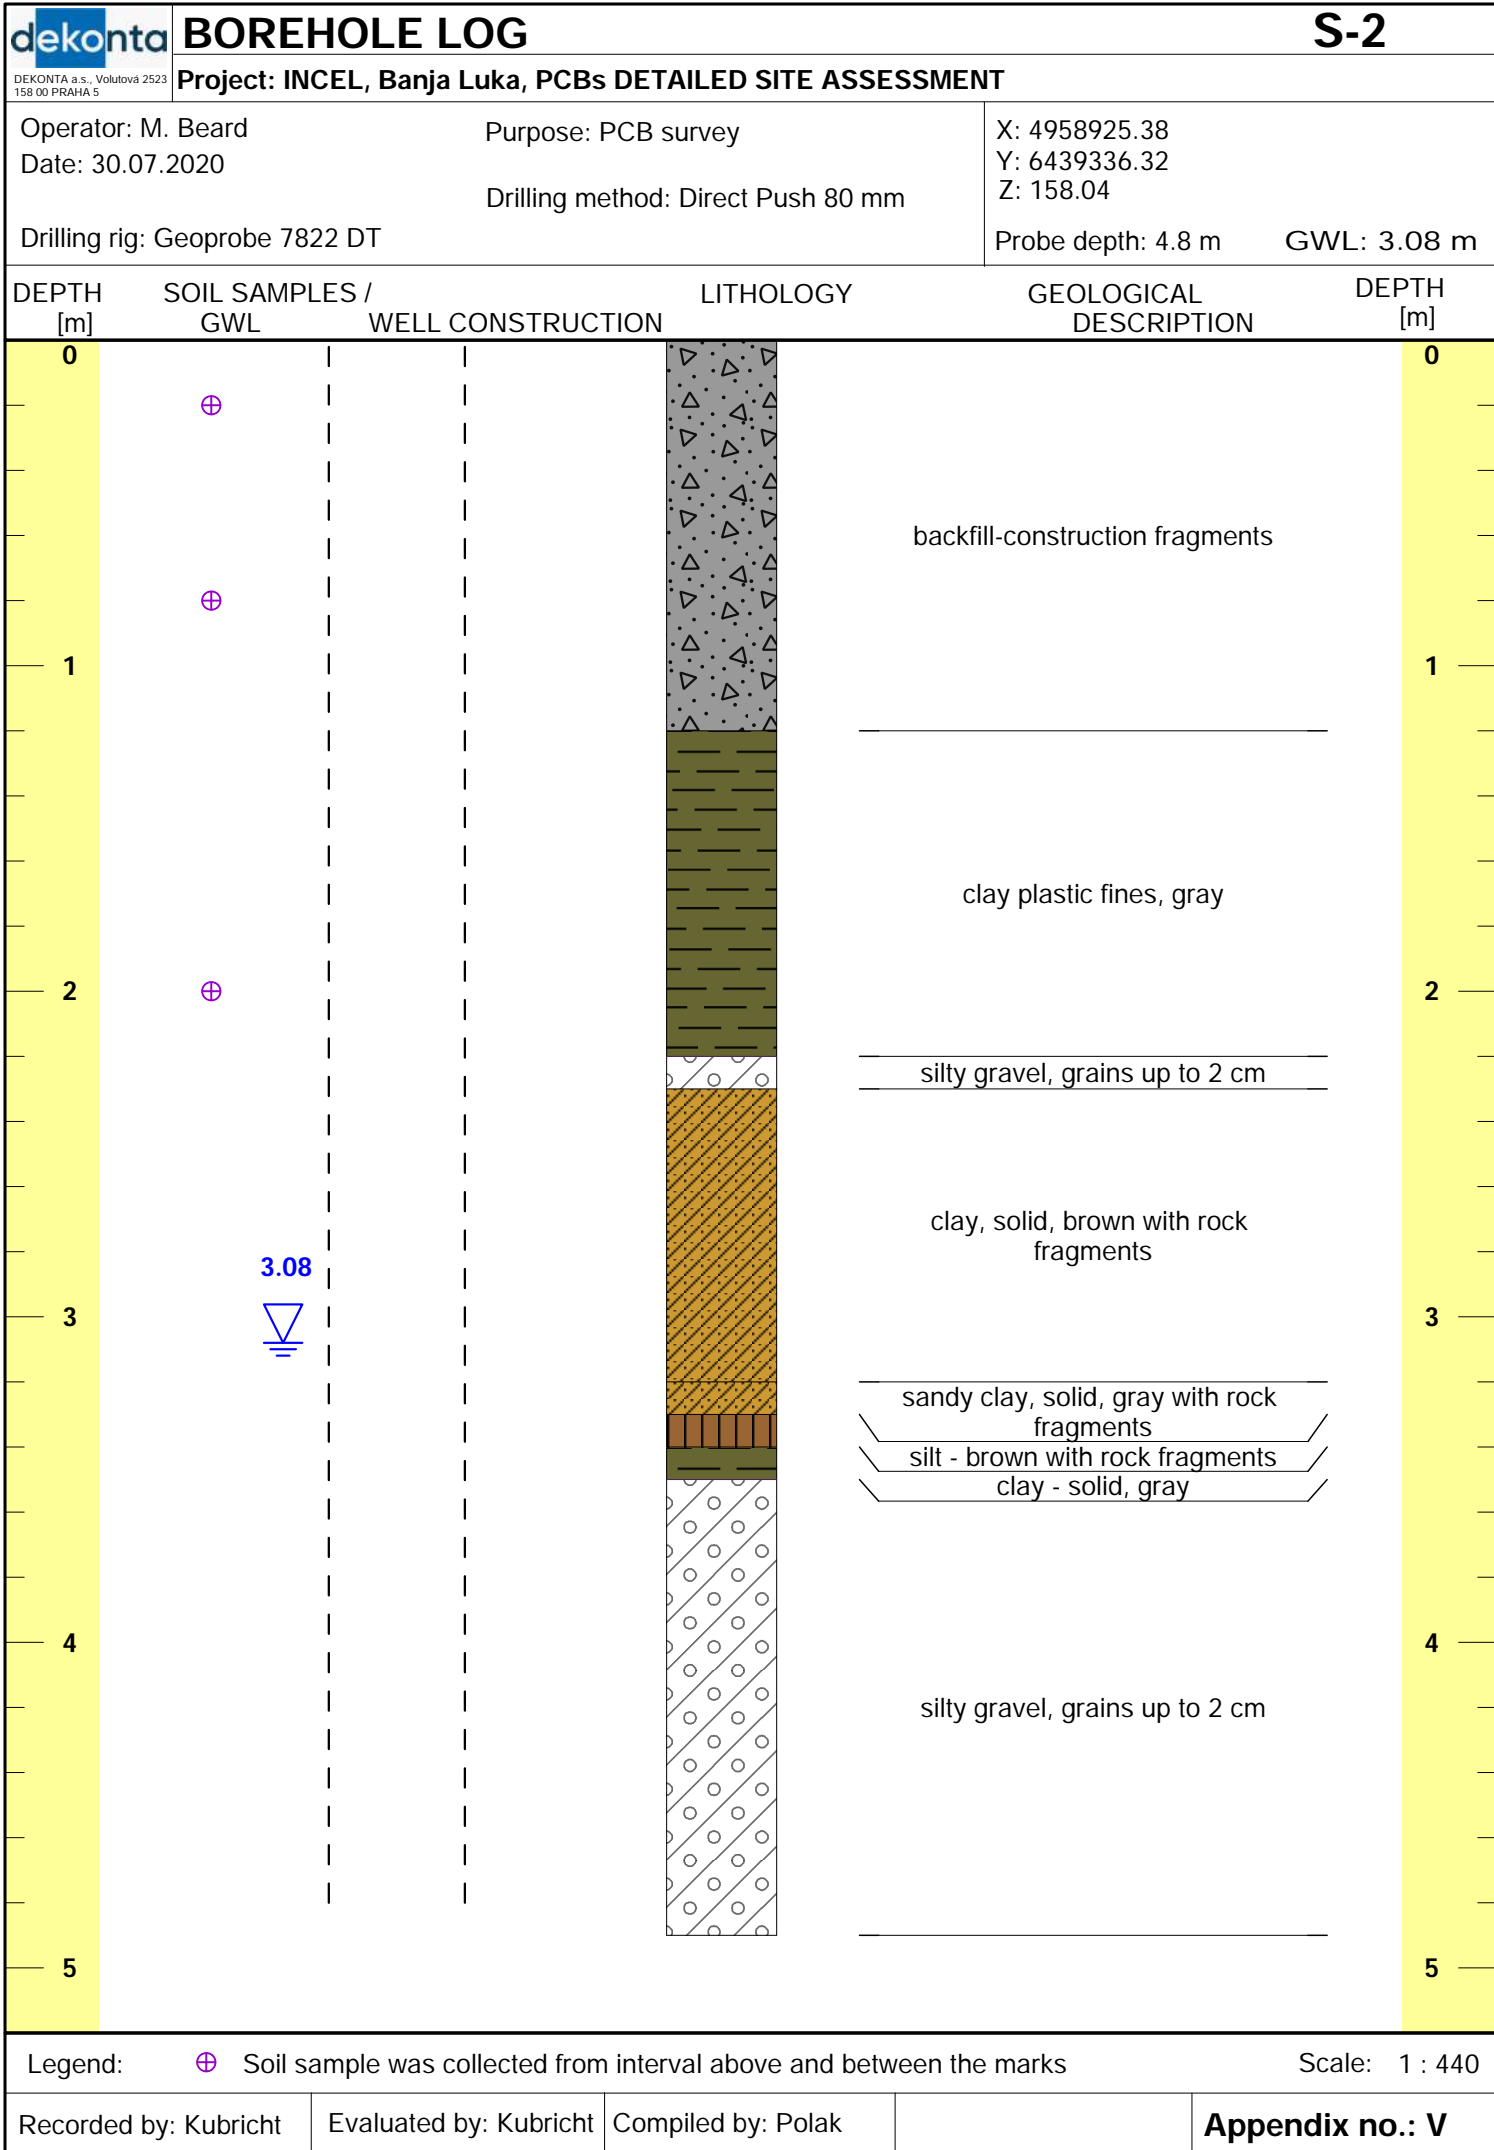 dekonta
DEKONTA a.s., Volutová 2523
158 00 PRAHA 5
BOREHOLE LOG
S-2
Project: INCEL, Banja Luka, PCBs DETAILED SITE ASSESSMENT
Operator: M. Beard
Date: 30.07.2020
Drilling rig: Geoprobe 7822 DT
Purpose: PCB survey
Drilling method: Direct Push 80 mm
X: 4958925.38
Y: 6439336.32
Z: 158.04
Probe depth: 4.8 m
GWL: 3.08 m
DEPTH
[m]
SOIL SAMPLES /
GWL
WELL CONSTRUCTION
LITHOLOGY
GEOLOGICAL
DESCRIPTION
DEPTH
[m]
0
0
backfill-construction fragments
1
1
clay plastic fines, gray
2
2
silty gravel, grains up to 2 cm
clay, solid, brown with rock
fragments
3.08
3
3
sandy clay, solid, gray with rock
fragments
silt - brown with rock fragments
clay - solid, gray
4
4
silty gravel, grains up to 2 cm
5
5
Legend:
Soil sample was collected from interval above and between the marks
Scale: 1 : 440
Recorded by: Kubricht
Evaluated by: Kubricht
Compiled by: Polak
Appendix no.: V